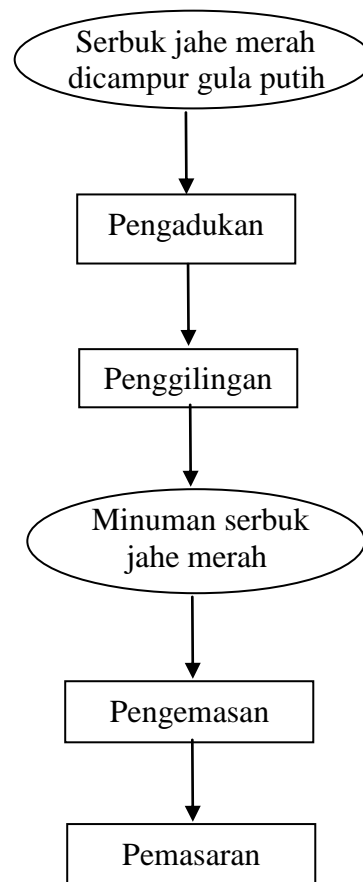 Serbuk jahe merah
dicampur gula putih
Pengadukan
Penggilingan
Minuman serbuk
jahe merah
Pengemasan
Pemasaran